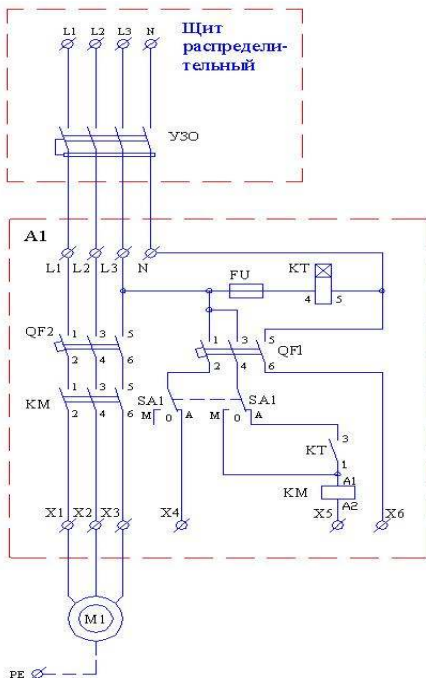 L1 L2 L3 N
Щит
распредели-
тельный
УЗО
A1
L1 L2 L3 N
FU
KT
4 5
QF2
1 3 5
2 4 6
1 3 5
2 4 6
QF1
KM
1 3 5
2 4 6
SA1
SA1
M 0 A
M 0 A
KT
3
1
KM
A1
A2
X1 X2 X3
X4
X5
X6
M1
PE